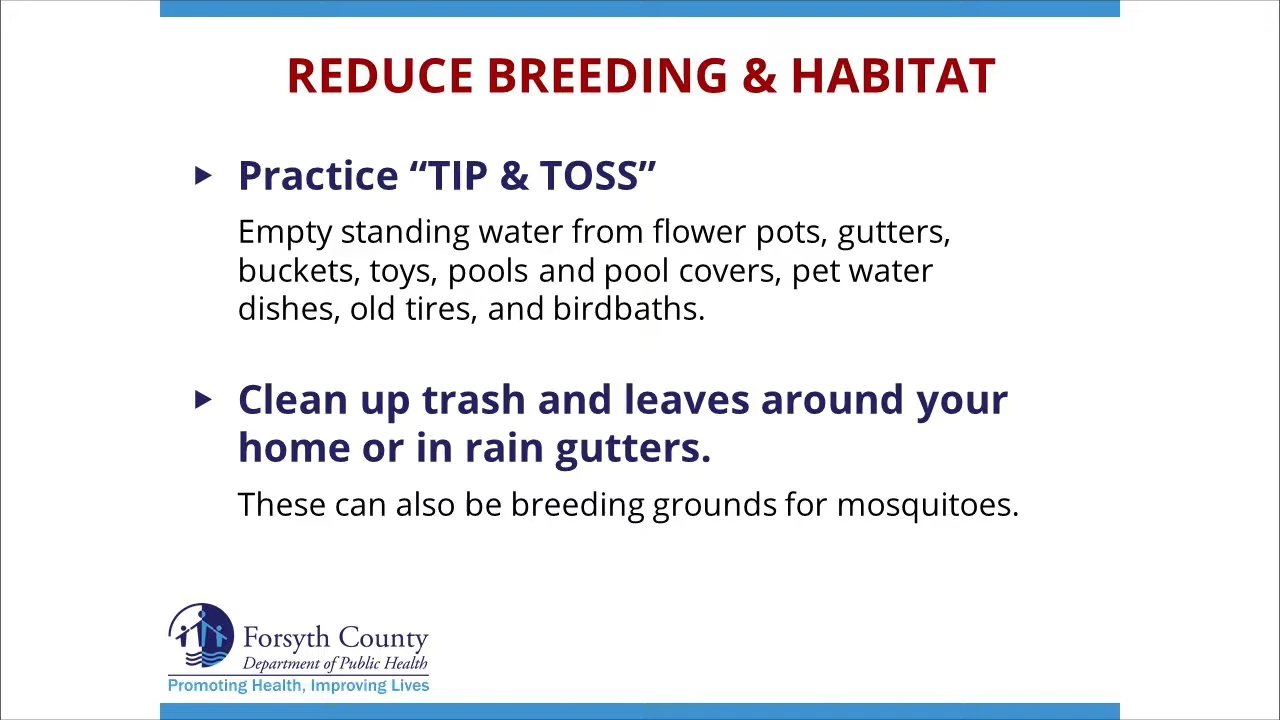 REDUCE BREEDING & HABITAT
Practice “TIP & TOSS”
Empty standing water from flower pots, gutters,
buckets, toys, pools and pool covers, pet water
dishes, old tires, and birdbaths.
Clean up trash and leaves around your
home or in rain gutters.
These can also be breeding grounds for mosquitoes.
Forsyth County
Department of Public Health
Promoting Health, Improving Lives